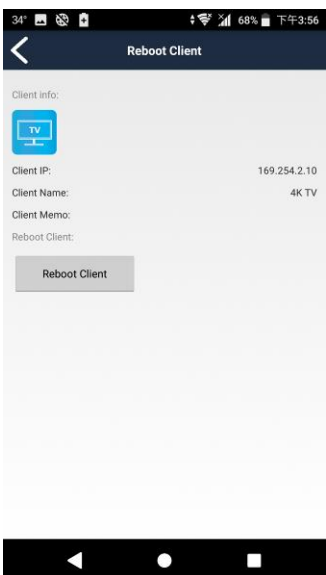 34° 68% 下午3:56
Reboot Client
Client info:
TV
Client IP: 169.254.2.10
Client Name: 4K TV
Client Memo:
Reboot Client:
Reboot Client